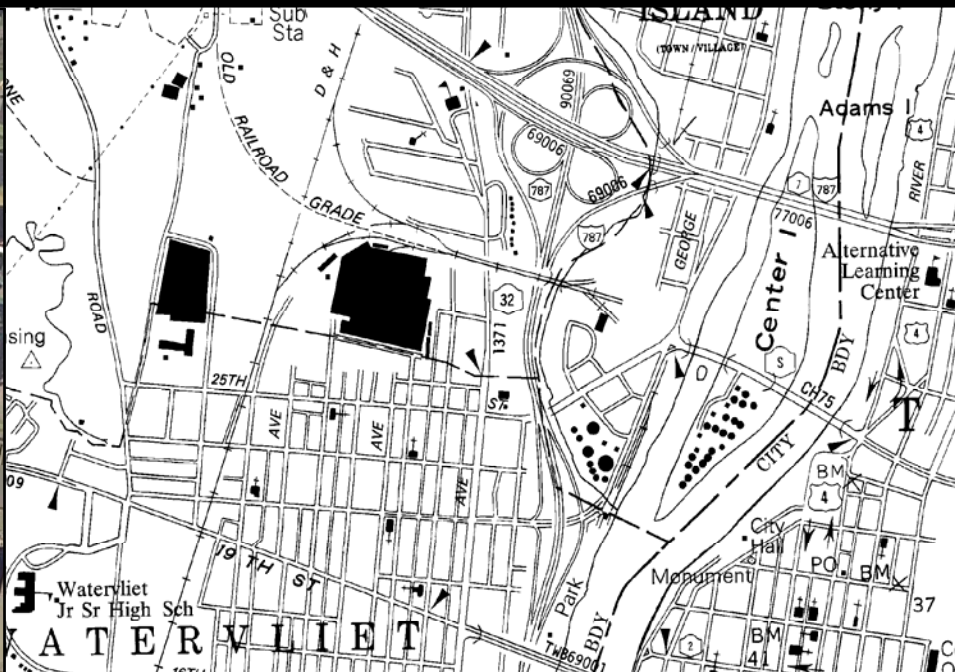 Sub
Sta
ISLAND
(TOWN/VILLAGE)
D & H
OLD
RAILROAD
GRADE
90069
69006
787
69006
787
Adams I
4
RIVER
7
787
77006
GEORGE
Center I
Alternative
Learning
Center
4
32
1371
ROAD
sing
25TH
ST
AVE
AVE
AVE
O
S
CH75
BDY
T
CITY
BM
4
09
19 TH ST
City
Hall
PO
BM
Monument
37
Watervliet
Jr Sr High Sch
WATERVLIET
Park
BDY
TWB69001
2
BM
41
16TH